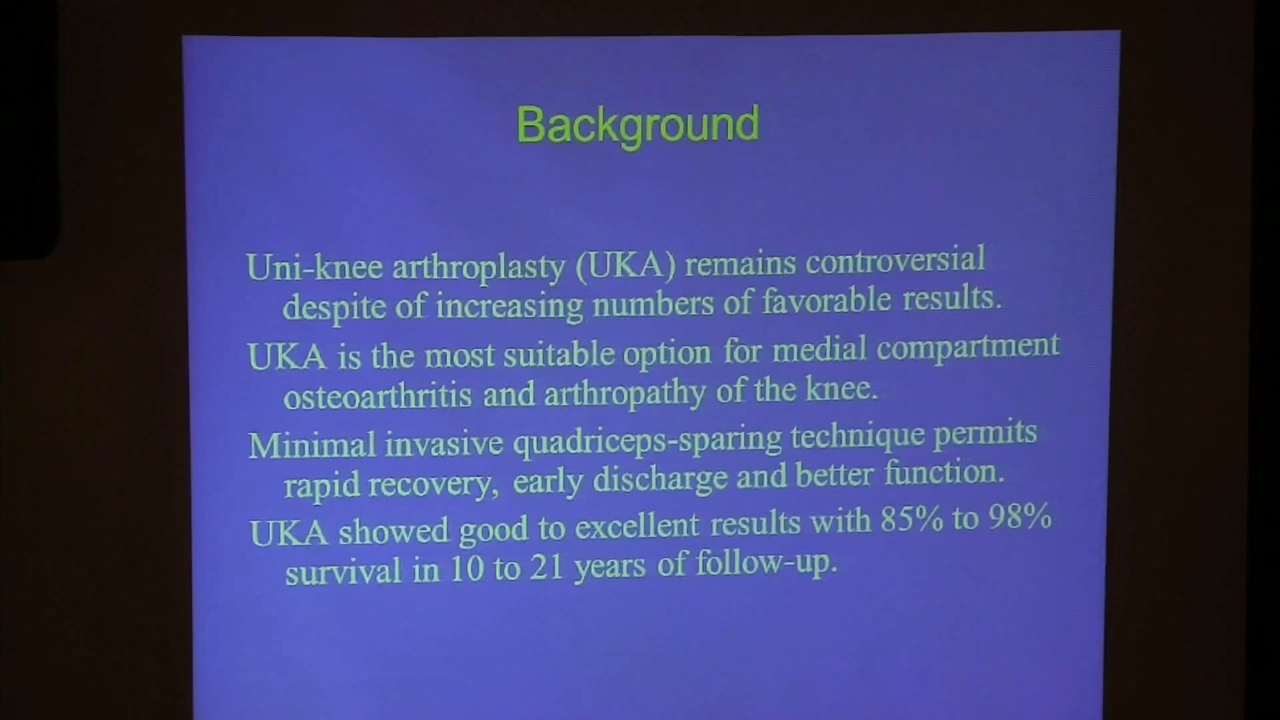 Background
Uni-knee arthroplasty (UKA) remains controversial
despite of increasing numbers of favorable results.
UKA is the most suitable option for medial compartment
osteoarthritis and arthropathy of the knee.
Minimal invasive quadriceps-sparing technique permits
rapid recovery, early discharge and better function.
UKA showed good to excellent results with 85% to 98%
survival in 10 to 21 years of follow-up.